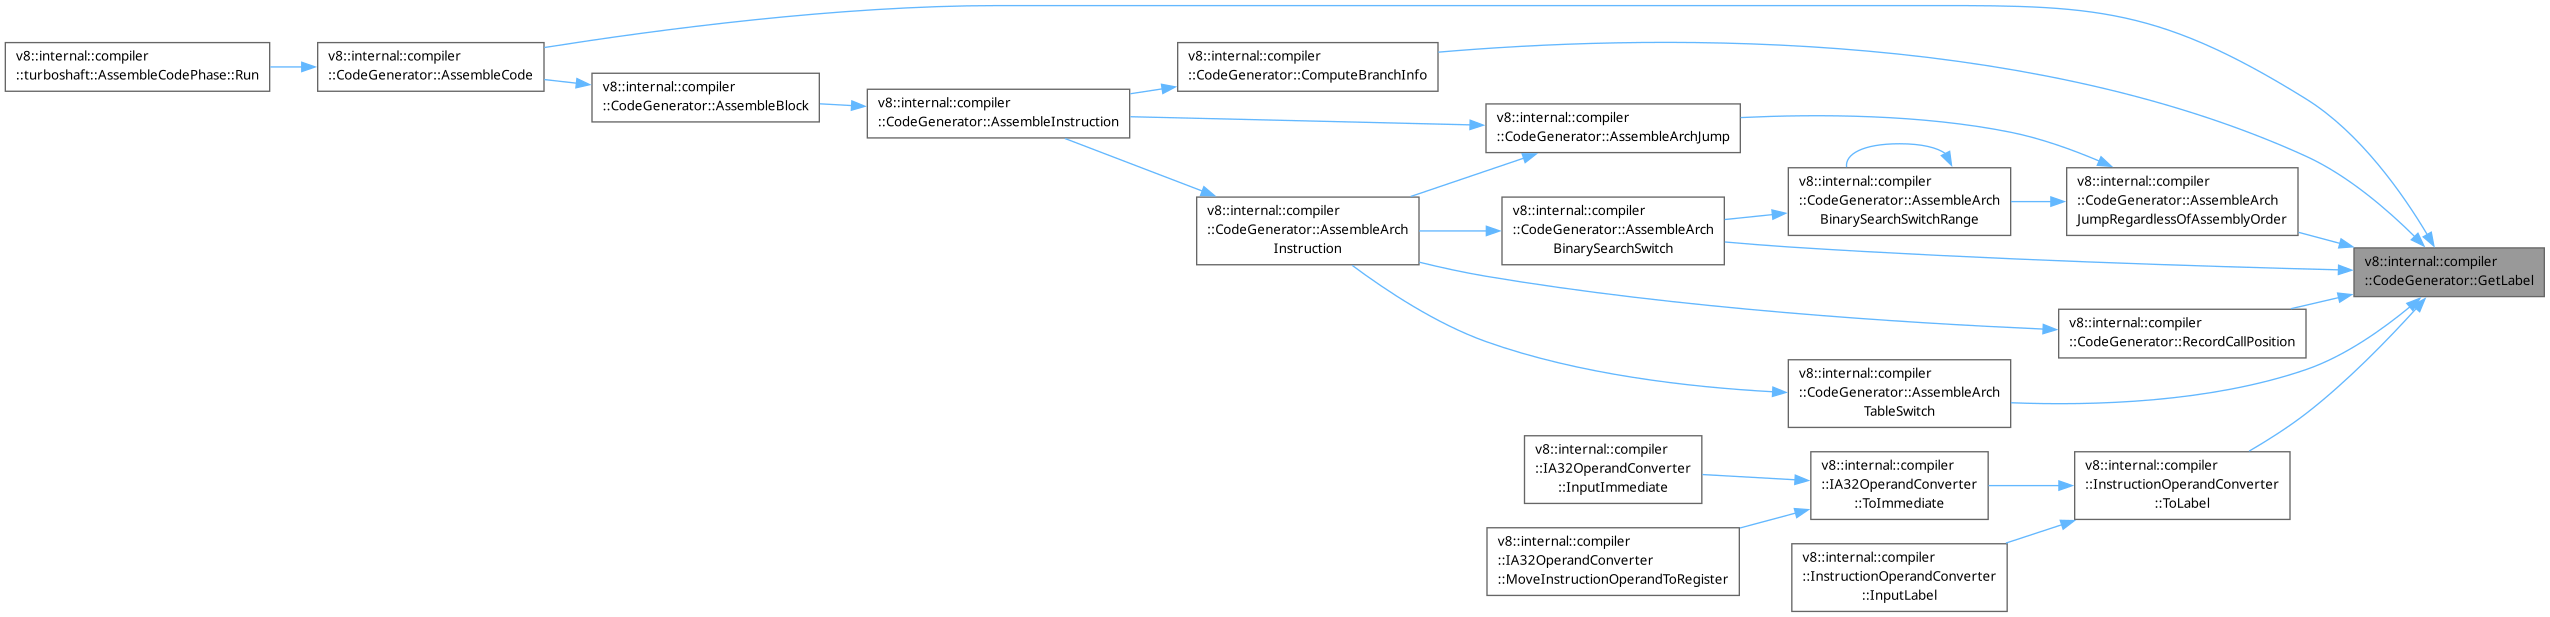 v8::internal::compiler
::turboshaft::AssembleCodePhase::Run
v8::internal::compiler
::CodeGenerator::AssembleCode
v8::internal::compiler
::CodeGenerator::AssembleBlock
v8::internal::compiler
::CodeGenerator::AssembleInstruction
v8::internal::compiler
::CodeGenerator::ComputeBranchInfo
v8::internal::compiler
::CodeGenerator::AssembleArchJump
v8::internal::compiler
::CodeGenerator::AssembleArch
Instruction
v8::internal::compiler
::CodeGenerator::AssembleArch
BinarySearchSwitch
v8::internal::compiler
::CodeGenerator::AssembleArch
BinarySearchSwitchRange
v8::internal::compiler
::CodeGenerator::AssembleArch
JumpRegardlessOfAssemblyOrder
v8::internal::compiler
::CodeGenerator::GetLabel
v8::internal::compiler
::CodeGenerator::RecordCallPosition
v8::internal::compiler
::CodeGenerator::AssembleArch
TableSwitch
v8::internal::compiler
::IA32OperandConverter
::InputImmediate
v8::internal::compiler
::IA32OperandConverter
::ToImmediate
v8::internal::compiler
::InstructionOperandConverter
::ToLabel
v8::internal::compiler
::IA32OperandConverter
::MoveInstructionOperandToRegister
v8::internal::compiler
::InstructionOperandConverter
::InputLabel